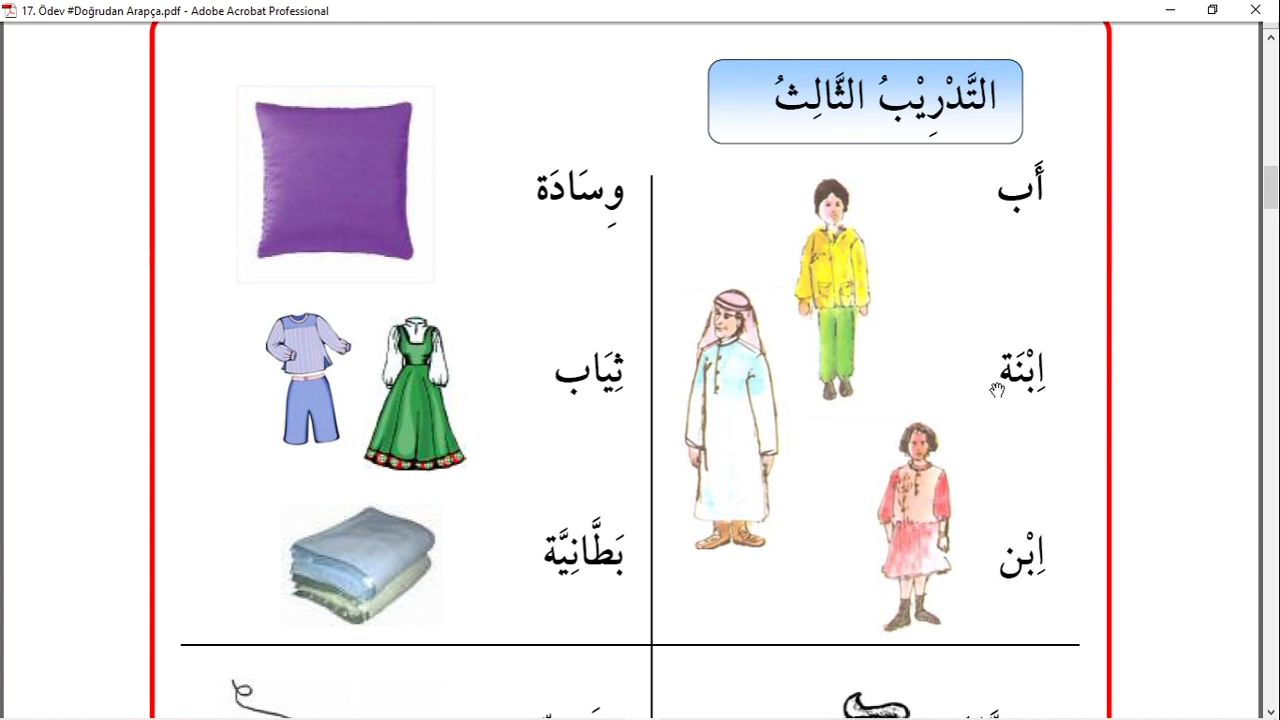 17. Ödev #Doğrudan Arapça.pdf - Adobe Acrobat Professional
التَّدْرِيْبُ الثَّالِثُ
أَب
اِبْنَة
اِبْن
وِسَادَة
ثِيَاب
بَطَّانِيَّة